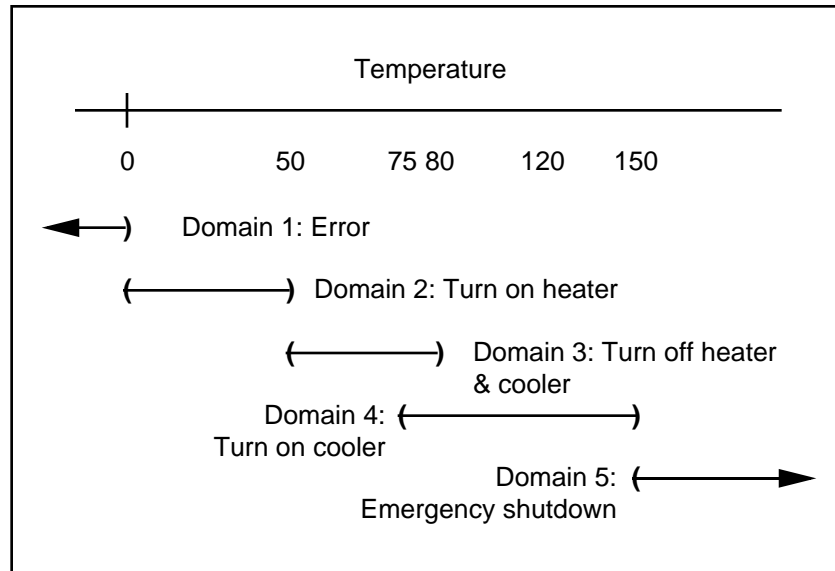 Temperature
0 50 75 80 120 150
) Domain 1: Error
( ) Domain 2: Turn on heater
( ) Domain 3: Turn off heater
& cooler
Domain 4: ( )
Turn on cooler
Domain 5: (
Emergency shutdown